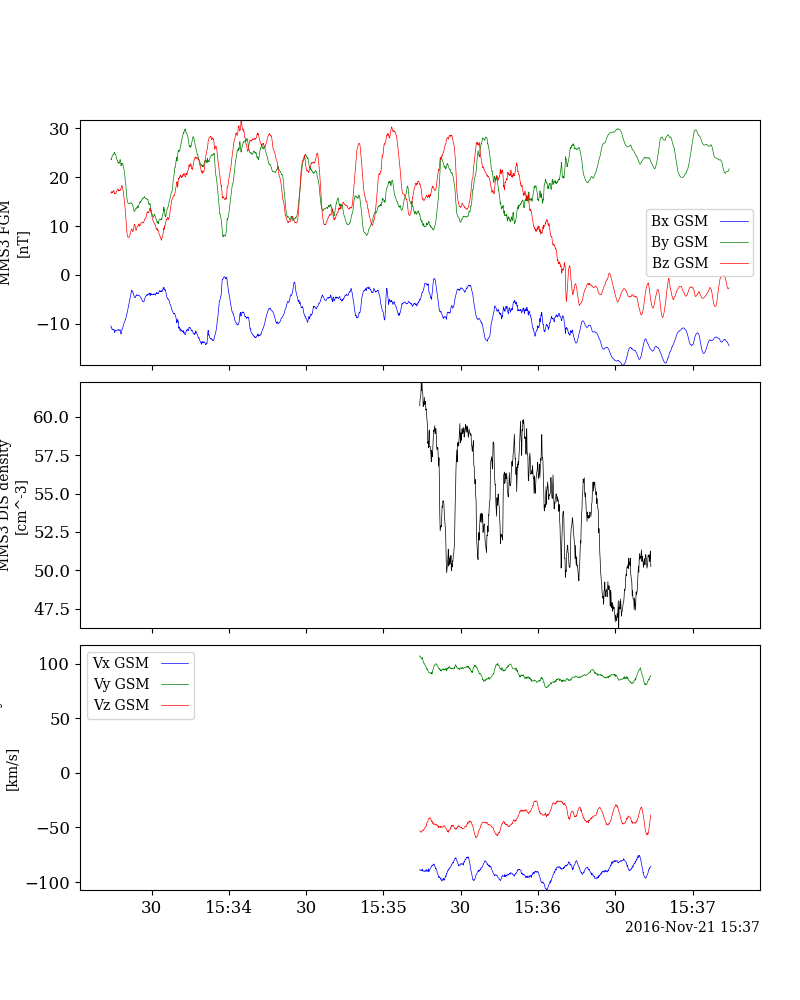 30
20
10
0
−10
MMS3 FGM
[nT]
Bx GSM
By GSM
Bz GSM
60.0
57.5
55.0
52.5
50.0
47.5
MMS3 DIS density
[cm^-3]
100
50
0
−50
−100
[km/s]
Vx GSM
Vy GSM
Vz GSM
30 15:34 30 15:35 30 15:36 30 15:37
2016-Nov-21 15:37